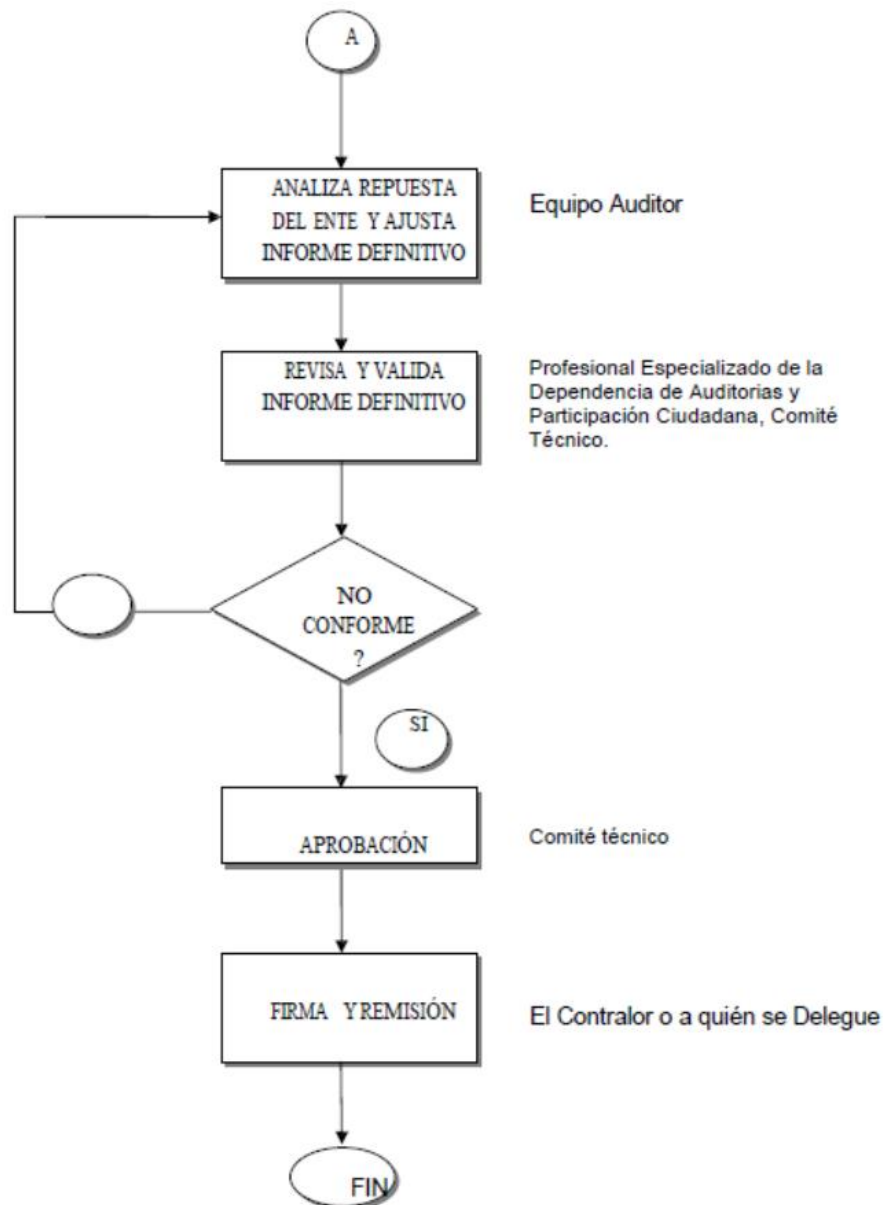 A
ANALIZA REPUESTA
DEL ENTE Y AJUSTA
INFORME DEFINITIVO
Equipo Auditor
REVISA Y VALIDA
INFORME DEFINITIVO
Profesional Especializado de la
Dependencia de Auditorias y
Participación Ciudadana, Comité
Técnico.
NO
CONFORME
?
SI
APROBACIÓN
Comité técnico
FIRMA Y REMISIÓN
El Contralor o a quién se Delegue
FIN